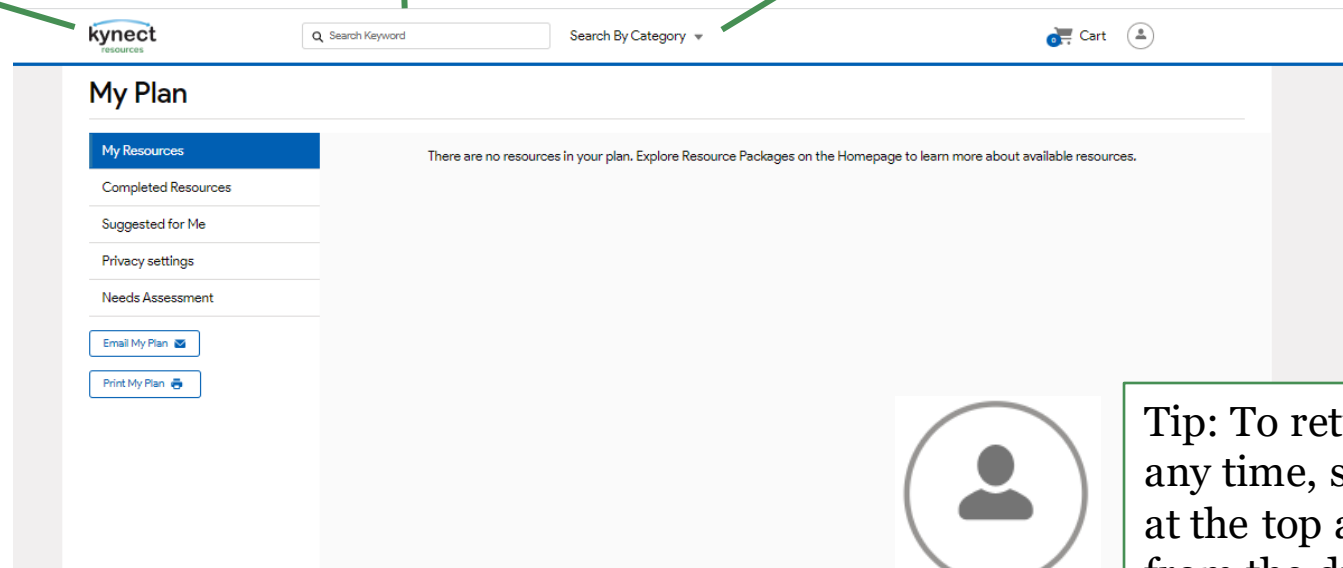 kynect
resources
Search Keyword
Search By Category
0
Cart
My Plan
My Resources
There are no resources in your plan. Explore Resource Packages on the Homepage to learn more about available resources.
Completed Resources
Suggested for Me
Privacy settings
Needs Assessment
Email My Plan
Print My Plan
Tip: To
any time,
at the top
from the